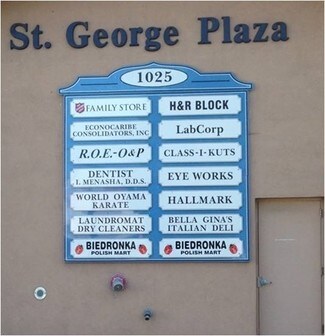 St. George Plaza
1025
FAMILY STORE
H&R BLOCK
ECONOCARIBE
CONSOLIDATORS, INC
LabCorp
R.O.E.-O&P
CLASS-I-KUTS
DENTIST
I. MENASHA, D.D.S.
EYE WORKS
WORLD OYAMA
KARATE
HALLMARK
LAUNDROMAT
DRY CLEANERS
BELLA GINA'S
ITALIAN DELI
BIEDRONKA
POLISH MART
BIEDRONKA
POLISH MART